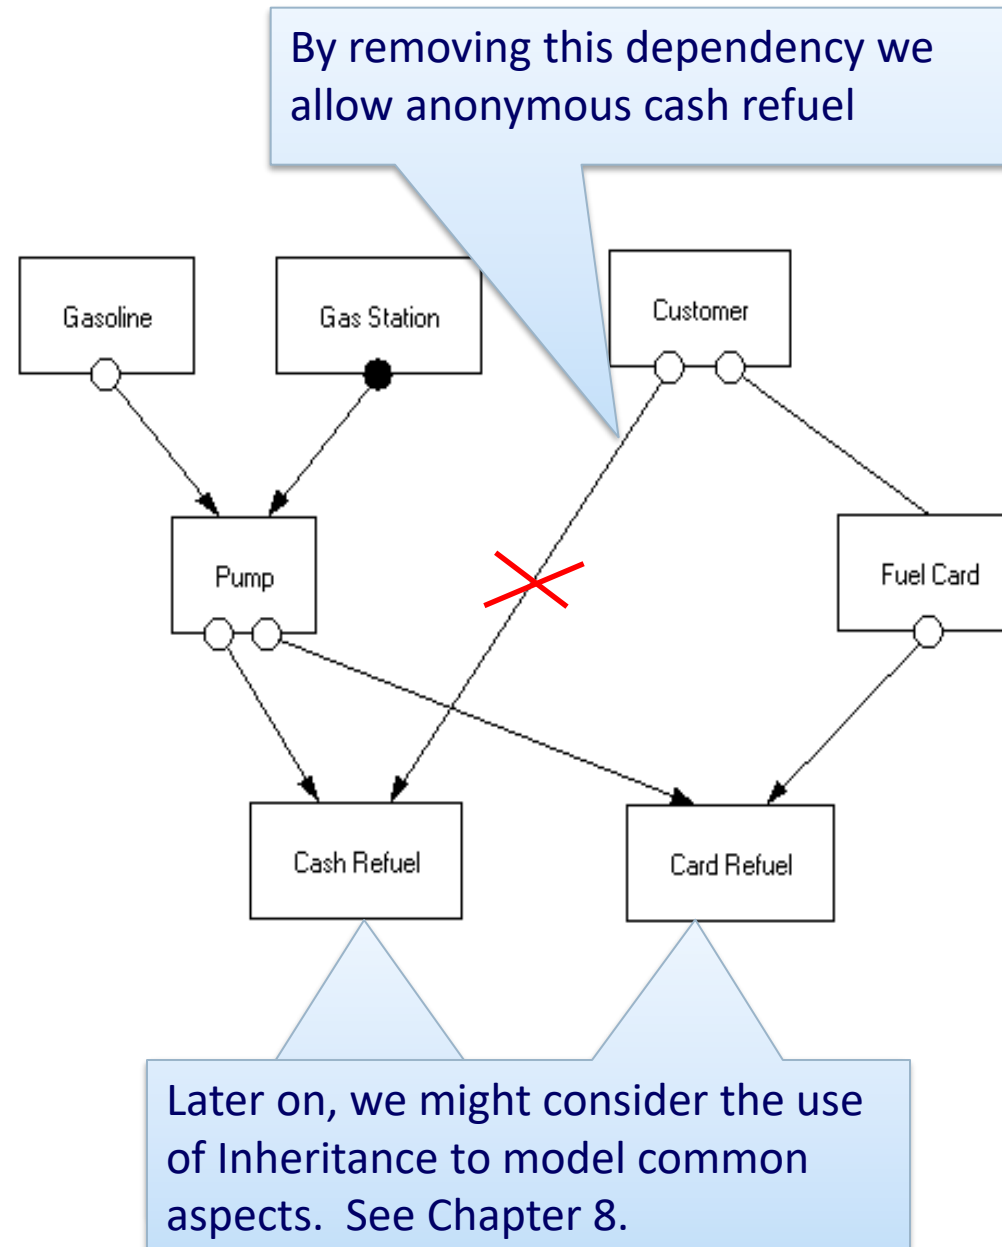 By removing this dependency we
allow anonymous cash refuel
Gasoline
Gas Station
Customer
Pump
Fuel Card
Cash Refuel
Card Refuel
Later on, we might consider the use
of Inheritance to model common
aspects.  See Chapter 8.